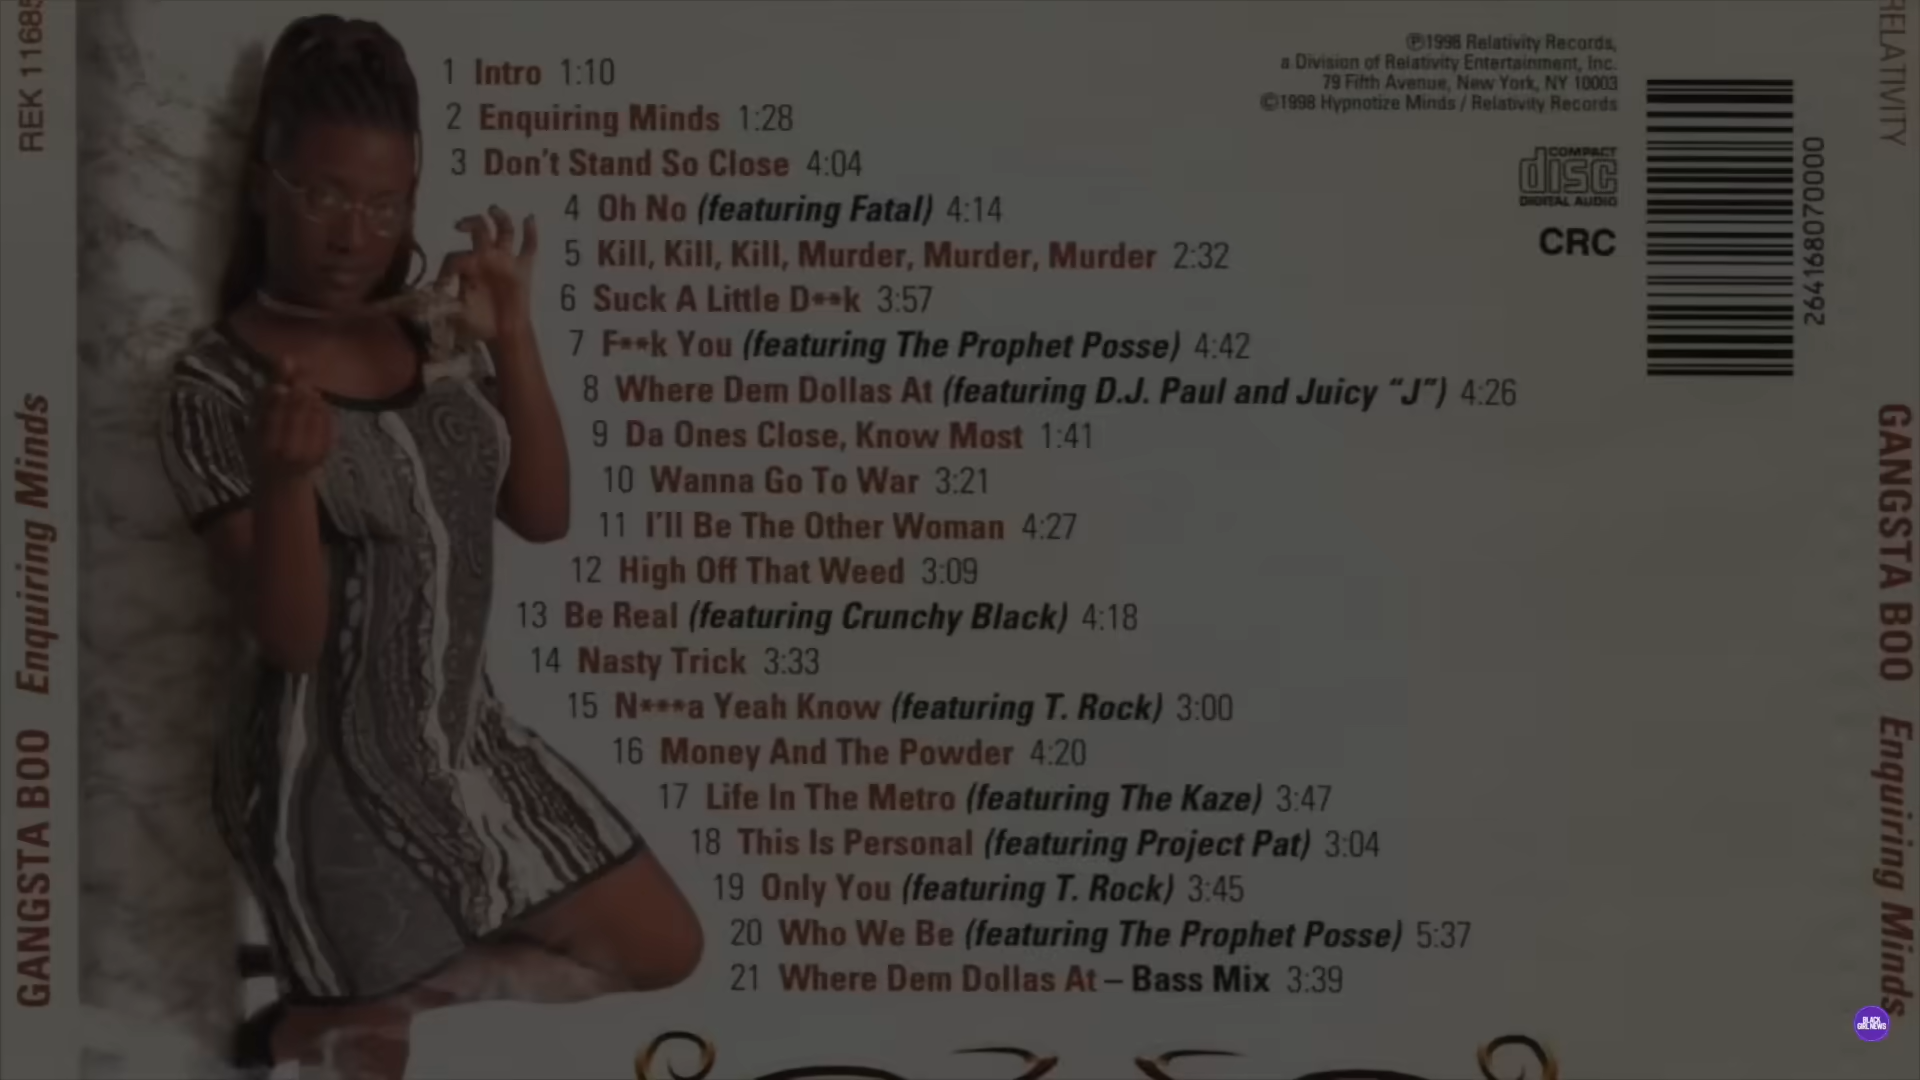 REK 11685
Enquiring Minds
GANGSTA BOO
1 Intro 1:10
2 Enquiring Minds 1:28
3 Don't Stand So Close 4:04
4 Oh No (featuring Fatal) 4:14
5 Kill, Kill, Kill, Murder, Murder, Murder 2:32
6 Suck A Little D**k 3:57
7 F**k You (featuring The Prophet Posse) 4:42
8 Where Dem Dollas At (featuring D.J. Paul and Juicy "J") 4:26
9 Da Ones Close, Know Most 1:41
10 Wanna Go To War 3:21
11 I'll Be The Other Woman 4:27
12 High Off That Weed 3:09
13 Be Real (featuring Crunchy Black) 4:18
14 Nasty Trick 3:33
15 N***a Yeah Know (featuring T. Rock) 3:00
16 Money And The Powder 4:20
17 Life In The Metro (featuring The Kaze) 3:47
18 This Is Personal (featuring Project Pat) 3:04
19 Only You (featuring T. Rock) 3:45
20 Who We Be (featuring The Prophet Posse) 5:37
21 Where Dem Dollas At – Bass Mix 3:39
℗1998 Relativity Records,
a Division of Relativity Entertainment, Inc.
79 Fifth Avenue, New York, NY 10003
©1998 Hypnotize Minds / Relativity Records
COMPACT
disc
DIGITAL AUDIO
CRC
264168070000
RELATIVITY
GANGSTA BOO
Enquiring Minds
BLACK
GIRL NEWS